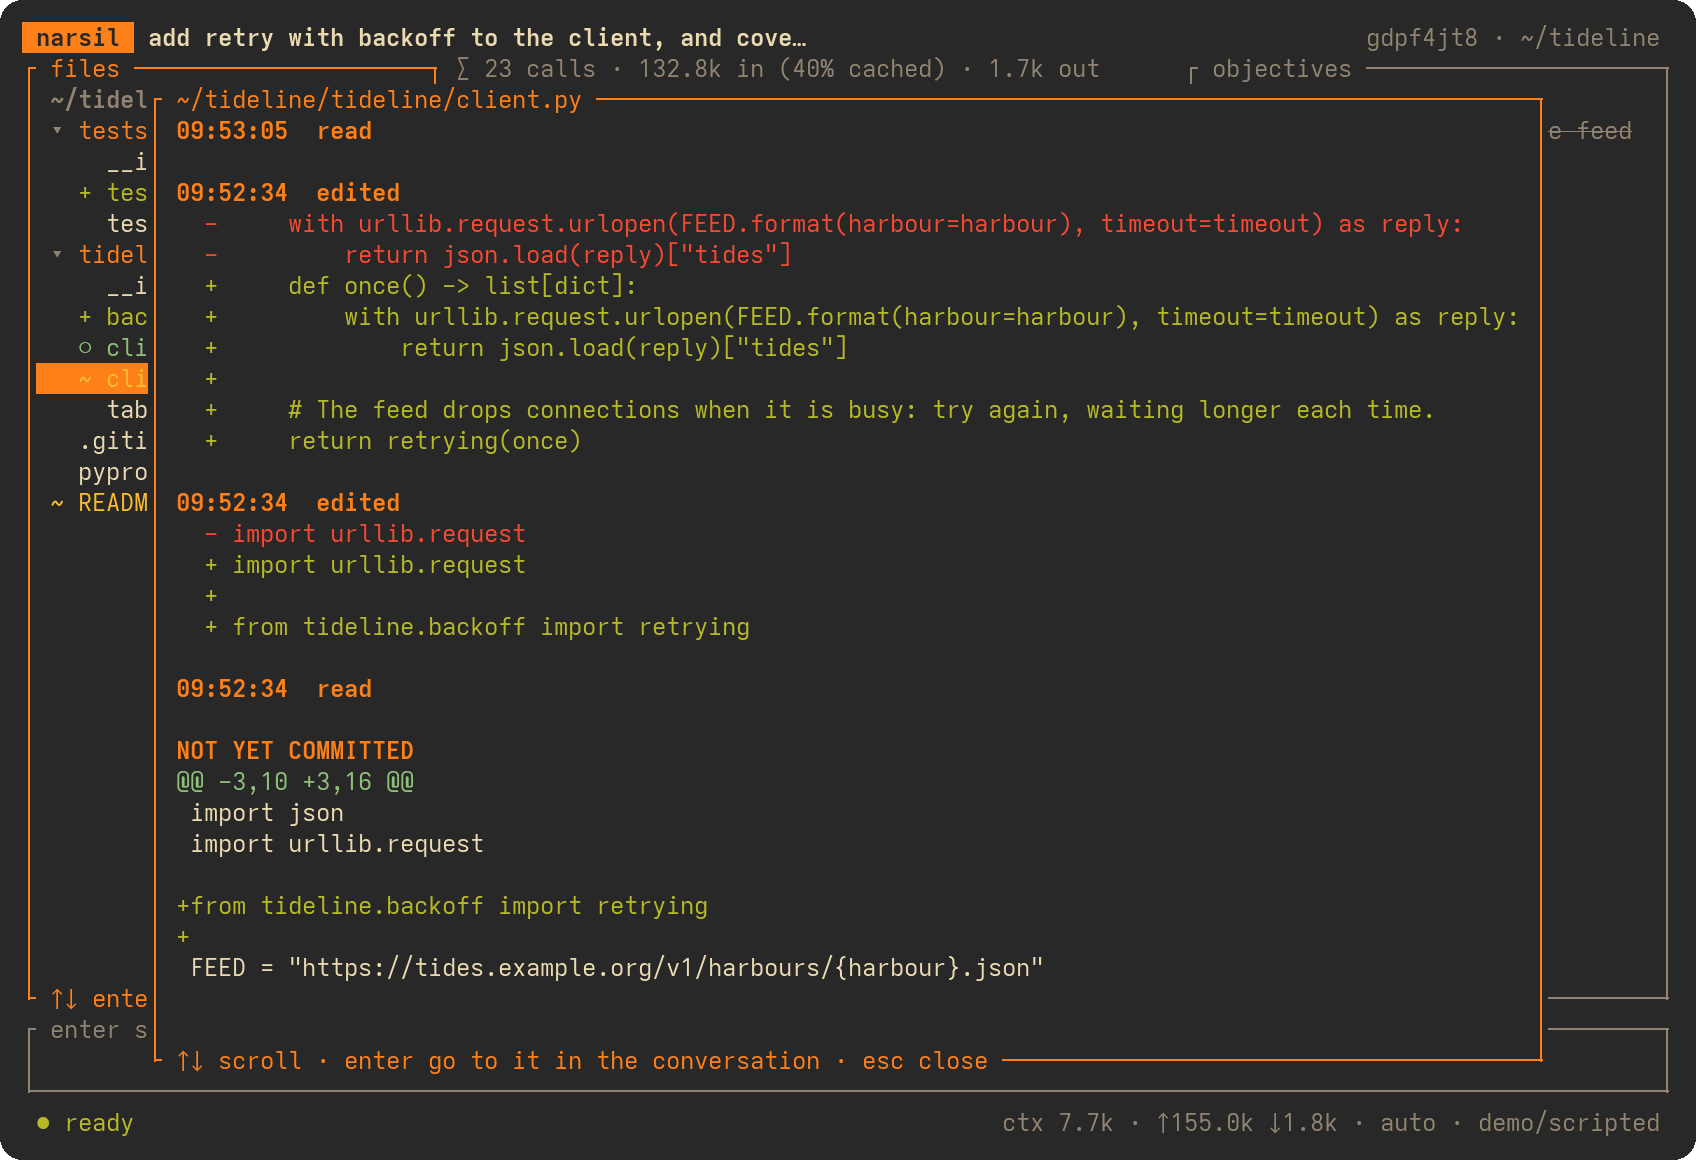 narsil add retry with backoff to the client, and cove… gdpf4jt8 · ~/tideline
files ∑ 23 calls · 132.8k in (40% cached) · 1.7k out objectives
~/tidel ~/tideline/tideline/client.py
▾ tests 09:53:05 read e feed
__i
+ tes 09:52:34 edited
tes - with urllib.request.urlopen(FEED.format(harbour=harbour), timeout=timeout) as reply:
▾ tidel - return json.load(reply)["tides"]
__i + def once() -> list[dict]:
+ bac + with urllib.request.urlopen(FEED.format(harbour=harbour), timeout=timeout) as reply:
○ cli + return json.load(reply)["tides"]
~ cli +
tab + # The feed drops connections when it is busy: try again, waiting longer each time.
.giti + return retrying(once)
pypro
~ READM 09:52:34 edited
- import urllib.request
+ import urllib.request
+
+ from tideline.backoff import retrying
09:52:34 read
NOT YET COMMITTED
@@ -3,10 +3,16 @@
import json
import urllib.request
+from tideline.backoff import retrying
+
FEED = "https://tides.example.org/v1/harbours/{harbour}.json"
↑↓ ente
enter s
↑↓ scroll · enter go to it in the conversation · esc close
● ready ctx 7.7k · ↑155.0k ↓1.8k · auto · demo/scripted